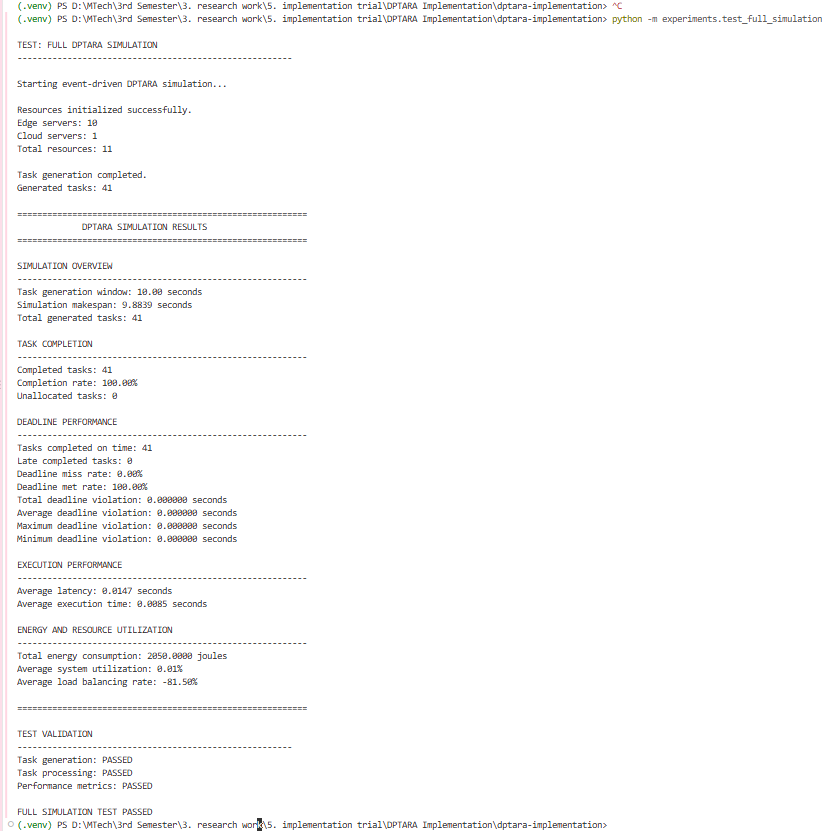 (.venv) PS D:\MTech\3rd Semester\3. research work\5. implementation trial\DPTARA Implementation\dptara-implementation> ^C
(.venv) PS D:\MTech\3rd Semester\3. research work\5. implementation trial\DPTARA Implementation\dptara-implementation> python -m experiments.test_full_simulation
TEST: FULL DPTARA SIMULATION
-------------------------------------------------------
Starting event-driven DPTARA simulation...
Resources initialized successfully.
Edge servers: 10
Cloud servers: 1
Total resources: 11
Task generation completed.
Generated tasks: 41
==========================================================
DPTARA SIMULATION RESULTS
==========================================================
SIMULATION OVERVIEW
----------------------------------------------------------
Task generation window: 10.00 seconds
Simulation makespan: 9.8839 seconds
Total generated tasks: 41
TASK COMPLETION
----------------------------------------------------------
Completed tasks: 41
Completion rate: 100.00%
Unallocated tasks: 0
DEADLINE PERFORMANCE
----------------------------------------------------------
Tasks completed on time: 41
Late completed tasks: 0
Deadline miss rate: 0.00%
Deadline met rate: 100.00%
Total deadline violation: 0.000000 seconds
Average deadline violation: 0.000000 seconds
Maximum deadline violation: 0.000000 seconds
Minimum deadline violation: 0.000000 seconds
EXECUTION PERFORMANCE
----------------------------------------------------------
Average latency: 0.0147 seconds
Average execution time: 0.0085 seconds
ENERGY AND RESOURCE UTILIZATION
----------------------------------------------------------
Total energy consumption: 2050.0000 joules
Average system utilization: 0.01%
Average load balancing rate: -81.50%
==========================================================
TEST VALIDATION
-------------------------------------------------------
Task generation: PASSED
Task processing: PASSED
Performance metrics: PASSED
FULL SIMULATION TEST PASSED
(.venv) PS D:\MTech\3rd Semester\3. research work\5. implementation trial\DPTARA Implementation\dptara-implementation>